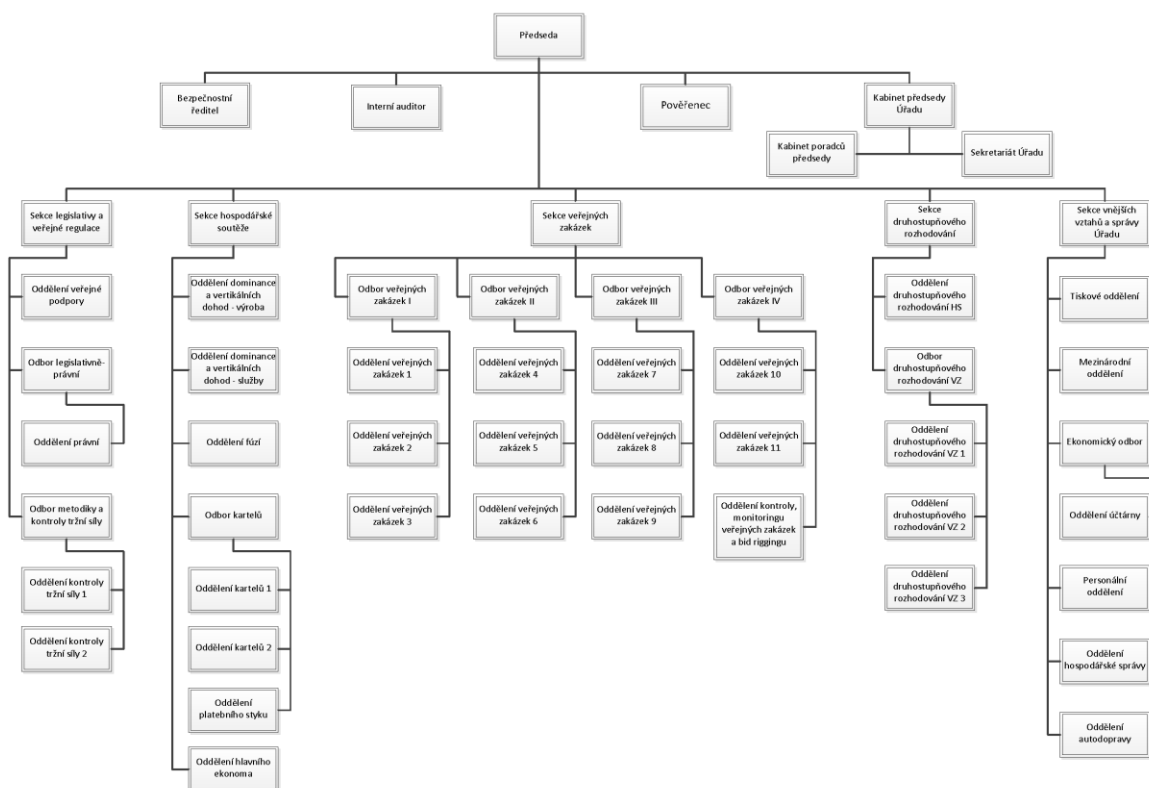 Předseda
Bezpečnostní
ředitel
Interní auditor
Pověřenec
Kabinet předsedy
Úřadu
Kabinet poradců
předsedy
Sekretariát Úřadu
Sekce legislativy a
veřejné regulace
Oddělení veřejné
podpory
Odbor legislativně-
právní
Oddělení právní
Odbor metodiky a
kontroly tržní síly
Oddělení kontroly
tržní síly 1
Oddělení kontroly
tržní síly 2
Sekce hospodářské
soutěže
Oddělení dominance
a vertikálních
dohod - výroba
Oddělení dominance
a vertikálních
dohod - služby
Oddělení fúzí
Odbor kartelů
Oddělení kartelů 1
Oddělení kartelů 2
Oddělení
platebního styku
Oddělení hlavního
ekonoma
Sekce veřejných
zakázek
Odbor veřejných
zakázek I
Oddělení veřejných
zakázek 1
Oddělení veřejných
zakázek 2
Oddělení veřejných
zakázek 3
Odbor veřejných
zakázek II
Oddělení veřejných
zakázek 4
Oddělení veřejných
zakázek 5
Oddělení veřejných
zakázek 6
Odbor veřejných
zakázek III
Oddělení veřejných
zakázek 7
Oddělení veřejných
zakázek 8
Oddělení veřejných
zakázek 9
Odbor veřejných
zakázek IV
Oddělení veřejných
zakázek 10
Oddělení veřejných
zakázek 11
Oddělení kontroly,
monitoringu
veřejných zakázek
a bid riggingu
Sekce
druhostupňového
rozhodování
Oddělení
druhostupňového
rozhodování HS
Odbor
druhostupňového
rozhodování VZ
Oddělení
druhostupňového
rozhodování VZ 1
Oddělení
druhostupňového
rozhodování VZ 2
Oddělení
druhostupňového
rozhodování VZ 3
Sekce vnějších
vztahů a správy
Úřadu
Tiskové oddělení
Mezinárodní
oddělení
Ekonomický odbor
Oddělení účtárny
Personální
oddělení
Oddělení
hospodářské správy
Oddělení
autodopravy